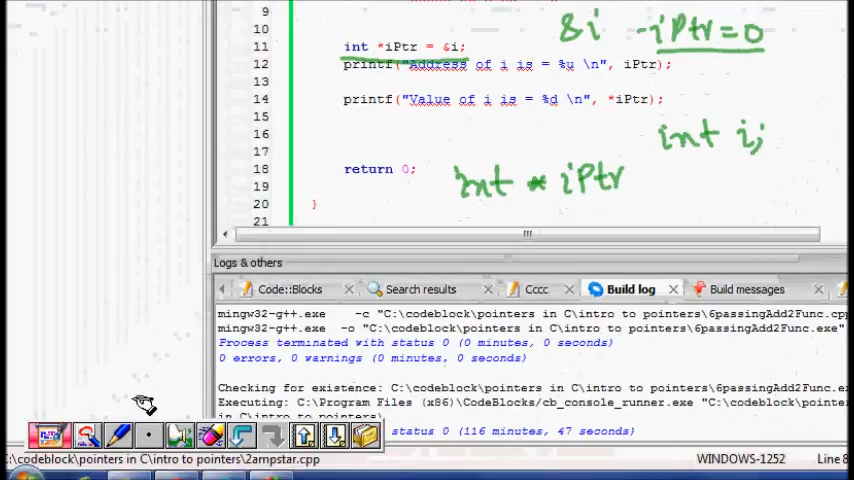 9
10
&i -iPtr=0
11 int *iPtr = &i;
12 printf("Address of i is = %u \n", iPtr);
13
14 printf("Value of i is = %d \n", *iPtr);
15
16 int i;
17
18 return 0;
19 int * iPtr
20 }
21
Logs & others
Code::Blocks Search results Cccc Build log Build messages
mingw32-g++.exe -c "C:\codeblock\pointers in C\intro to pointers\6passingAdd2Func.cpp
mingw32-g++.exe -o "C:\codeblock\pointers in C\intro to pointers\6passingAdd2Func.exe"
Process terminated with status 0 (0 minutes, 0 seconds)
0 errors, 0 warnings (0 minutes, 0 seconds)
Checking for existence: C:\codeblock\pointers in C\intro to pointers\6passingAdd2Func.ex
Executing: C:\Program Files (x86)\CodeBlocks/cb_console_runner.exe "C:\codeblock\pointer
in C\intro to pointers\
status 0 (116 minutes, 47 seconds)
C:\codeblock\pointers in C\intro to pointers\2ampstar.cpp WINDOWS-1252 Line 8